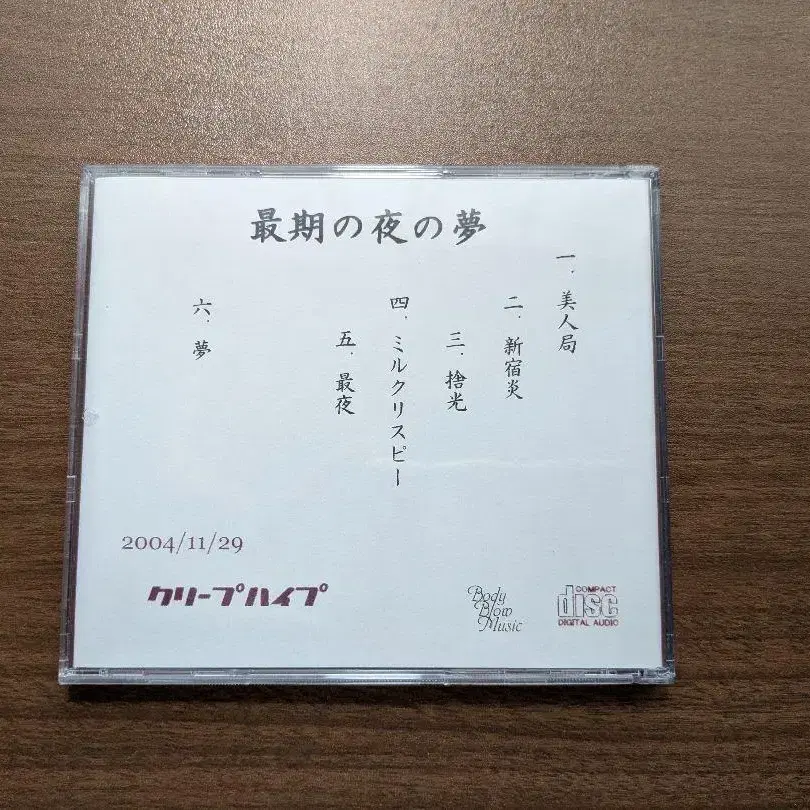 最期の夜の夢
一．美人局
二．新宿炎
三．捨光
四．ミルクリスピー
五．最夜
六．夢
2004/11/29
クリープハイプ
Body
Blow
Music
COMPACT
disc
DIGITAL AUDIO